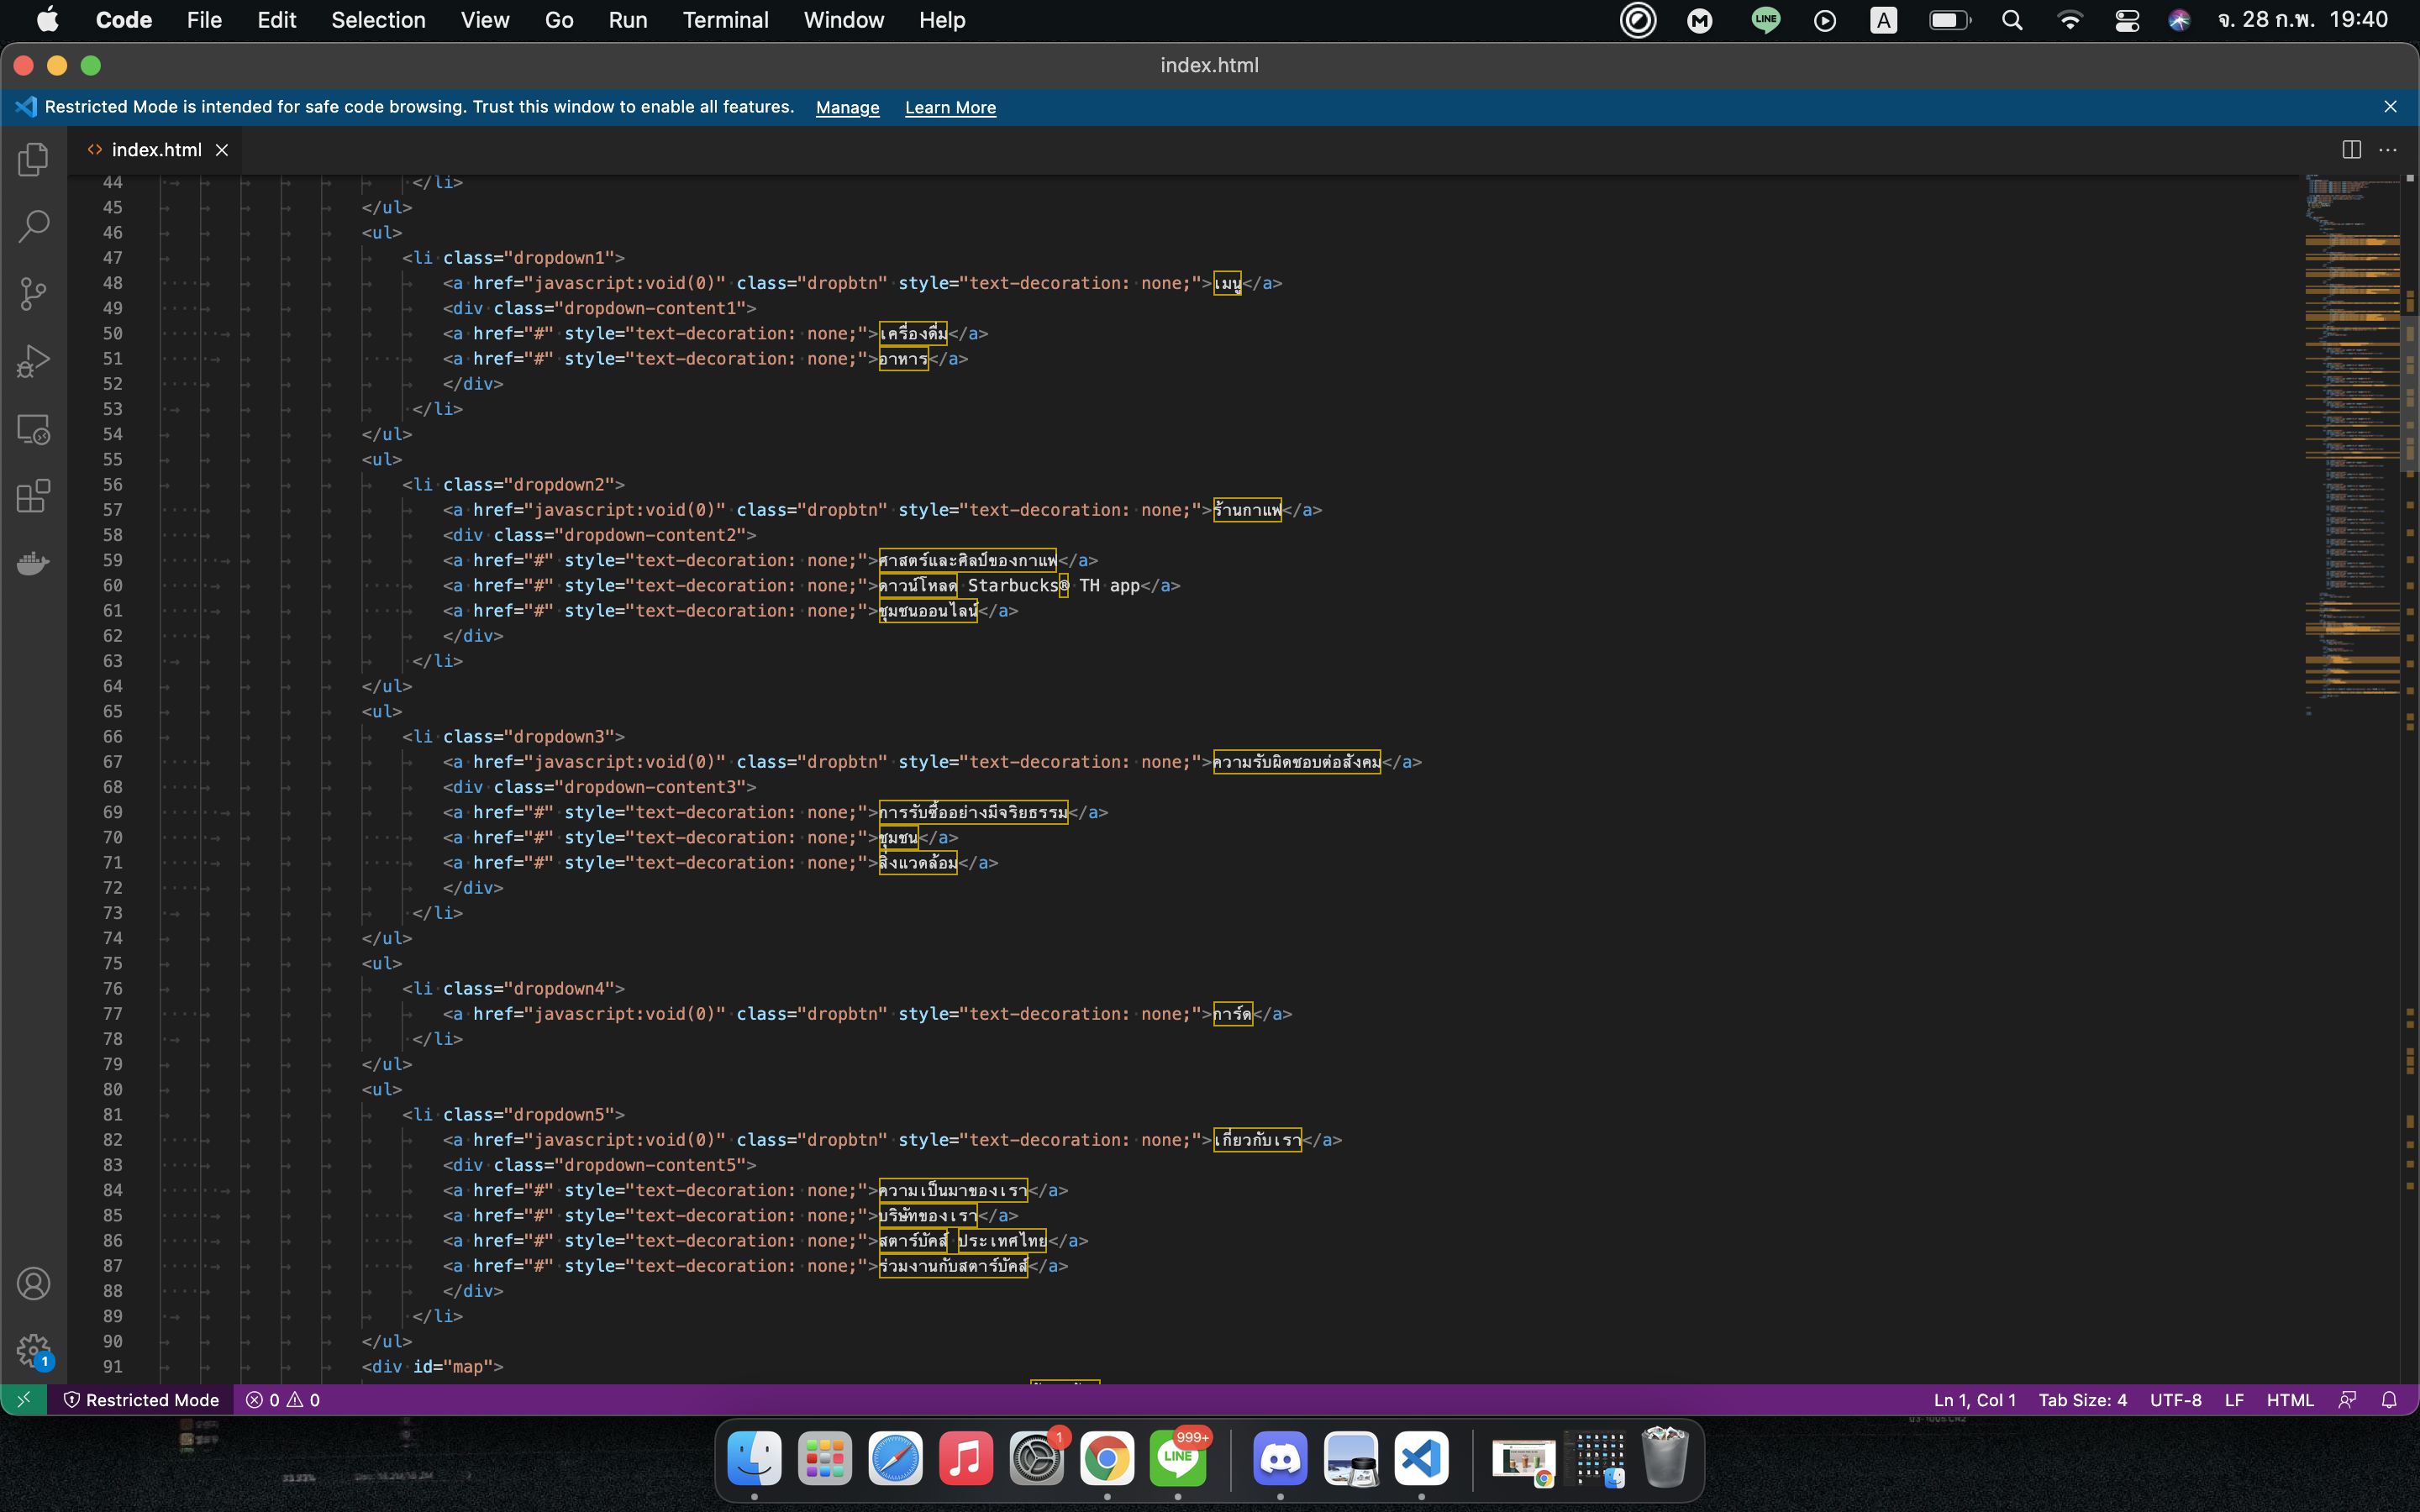 Code File Edit Selection View Go Run Terminal Window Help
LINE A จ. 28 ก.พ. 19:40
index.html
Restricted Mode is intended for safe code browsing. Trust this window to enable all features. Manage Learn More
index.html
44 </li>
45 </ul>
46 <ul>
47 <li class="dropdown1">
48 <a href="javascript:void(0)" class="dropbtn" style="text-decoration: none;">เมนู</a>
49 <div class="dropdown-content1">
50 <a href="#" style="text-decoration: none;">เครื่องดื่ม</a>
51 <a href="#" style="text-decoration: none;">อาหาร</a>
52 </div>
53 </li>
54 </ul>
55 <ul>
56 <li class="dropdown2">
57 <a href="javascript:void(0)" class="dropbtn" style="text-decoration: none;">ร้านกาแฟ</a>
58 <div class="dropdown-content2">
59 <a href="#" style="text-decoration: none;">ศาสตร์และศิลป์ของกาแฟ</a>
60 <a href="#" style="text-decoration: none;">ดาวน์โหลด Starbucks® TH app</a>
61 <a href="#" style="text-decoration: none;">ชุมชนออนไลน์</a>
62 </div>
63 </li>
64 </ul>
65 <ul>
66 <li class="dropdown3">
67 <a href="javascript:void(0)" class="dropbtn" style="text-decoration: none;">ความรับผิดชอบต่อสังคม</a>
68 <div class="dropdown-content3">
69 <a href="#" style="text-decoration: none;">การรับซื้ออย่างมีจริยธรรม</a>
70 <a href="#" style="text-decoration: none;">ชุมชน</a>
71 <a href="#" style="text-decoration: none;">สิ่งแวดล้อม</a>
72 </div>
73 </li>
74 </ul>
75 <ul>
76 <li class="dropdown4">
77 <a href="javascript:void(0)" class="dropbtn" style="text-decoration: none;">การ์ด</a>
78 </li>
79 </ul>
80 <ul>
81 <li class="dropdown5">
82 <a href="javascript:void(0)" class="dropbtn" style="text-decoration: none;">เกี่ยวกับเรา</a>
83 <div class="dropdown-content5">
84 <a href="#" style="text-decoration: none;">ความเป็นมาของเรา</a>
85 <a href="#" style="text-decoration: none;">บริษัทของเรา</a>
86 <a href="#" style="text-decoration: none;">สตาร์บัคส์ ประเทศไทย</a>
87 <a href="#" style="text-decoration: none;">ร่วมงานกับสตาร์บัคส์</a>
88 </div>
89 </li>
90 </ul>
91 <div id="map">
1
Restricted Mode 0 0 Ln 1, Col 1 Tab Size: 4 UTF-8 LF HTML
1 999+
LINE